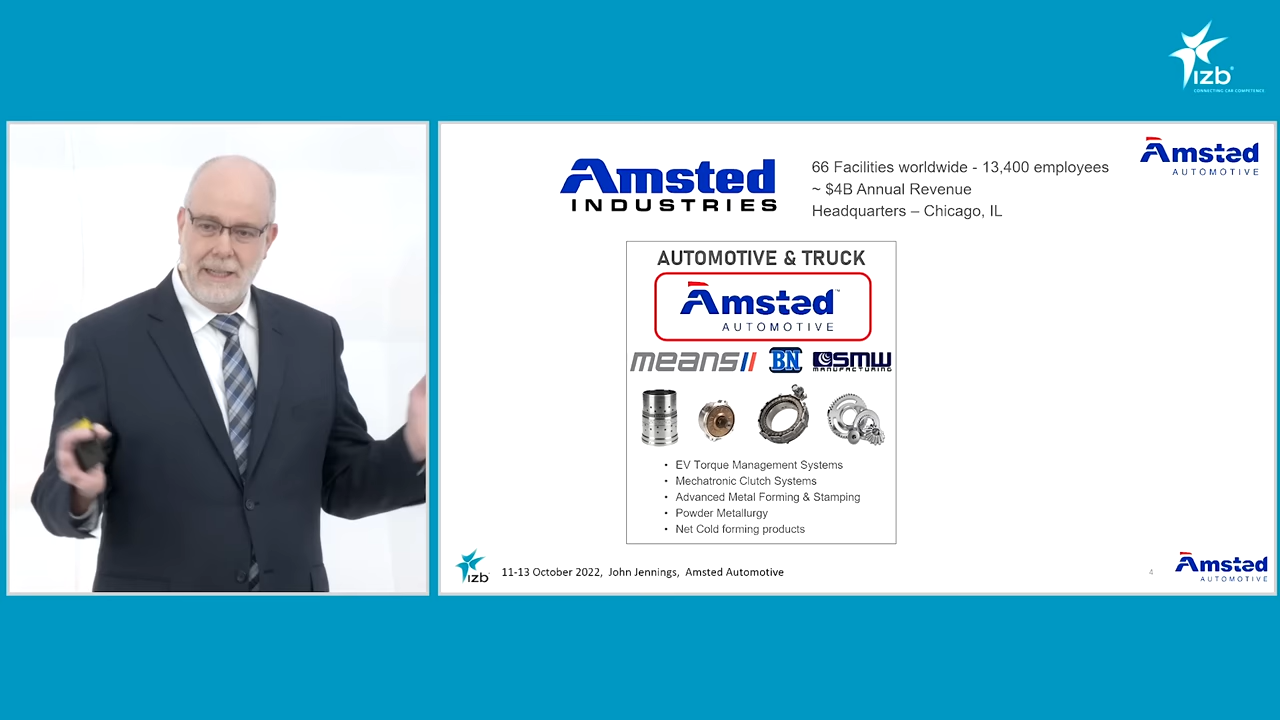 izb
CONNECTING CAR COMPETENCE
Amsted
INDUSTRIES
66 Facilities worldwide - 13,400 employees
~ $4B Annual Revenue
Headquarters – Chicago, IL
Amsted
AUTOMOTIVE
AUTOMOTIVE & TRUCK
Amsted™
AUTOMOTIVE
means
BN
SMW
MANUFACTURING
• EV Torque Management Systems
• Mechatronic Clutch Systems
• Advanced Metal Forming & Stamping
• Powder Metallurgy
• Net Cold forming products
izb
11-13 October 2022, John Jennings, Amsted Automotive
4
Amsted
AUTOMOTIVE